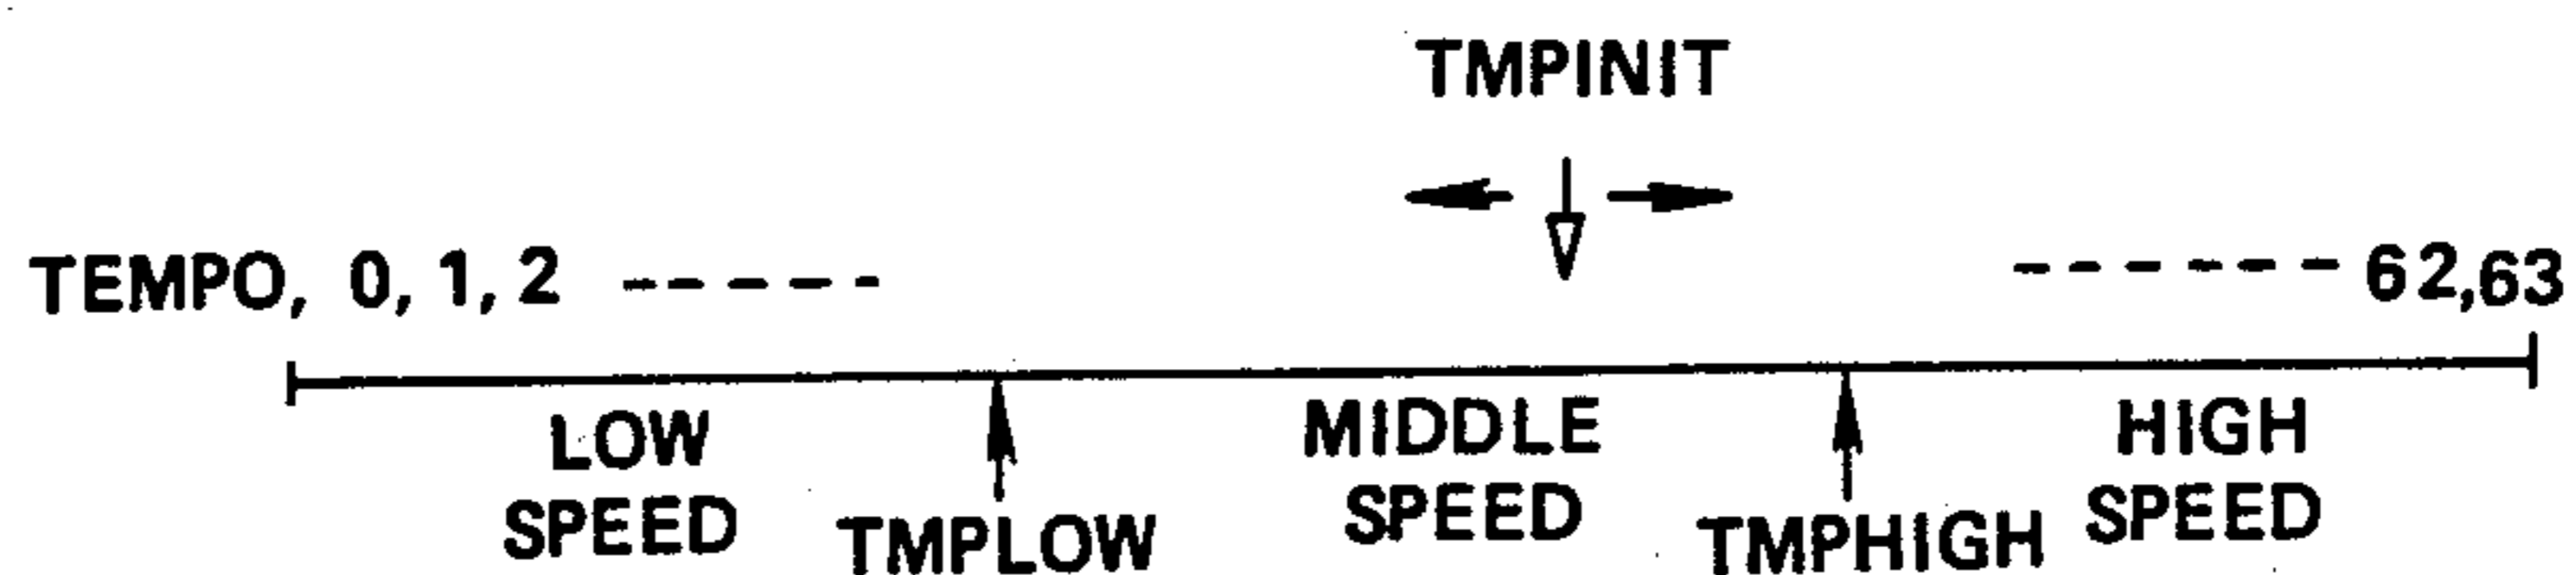 TMPINIT
TEMPO, 0, 1, 2 ----- ------ 62,63
LOW SPEED
MIDDLE SPEED
HIGH SPEED
TMPLOW
TMPHIGH